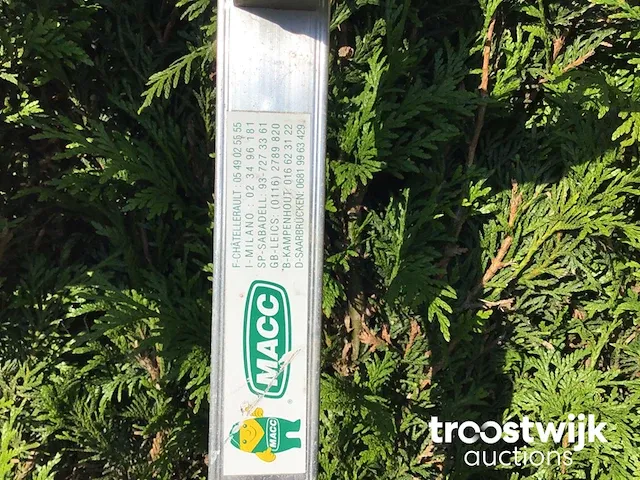 F-CHÂTELLERAULT. 05 49 02 55 55
I-MILANO : 02 34 96 181
SP-SABADELL. 93-727 33 61
GB-LEICS. (0116) 2789 820
B-KAMPENHOUT 016 62 31 22
D-SAARBRÜCKEN. 0681 99 63 429
MACC
MACC
troostwijk
auctions